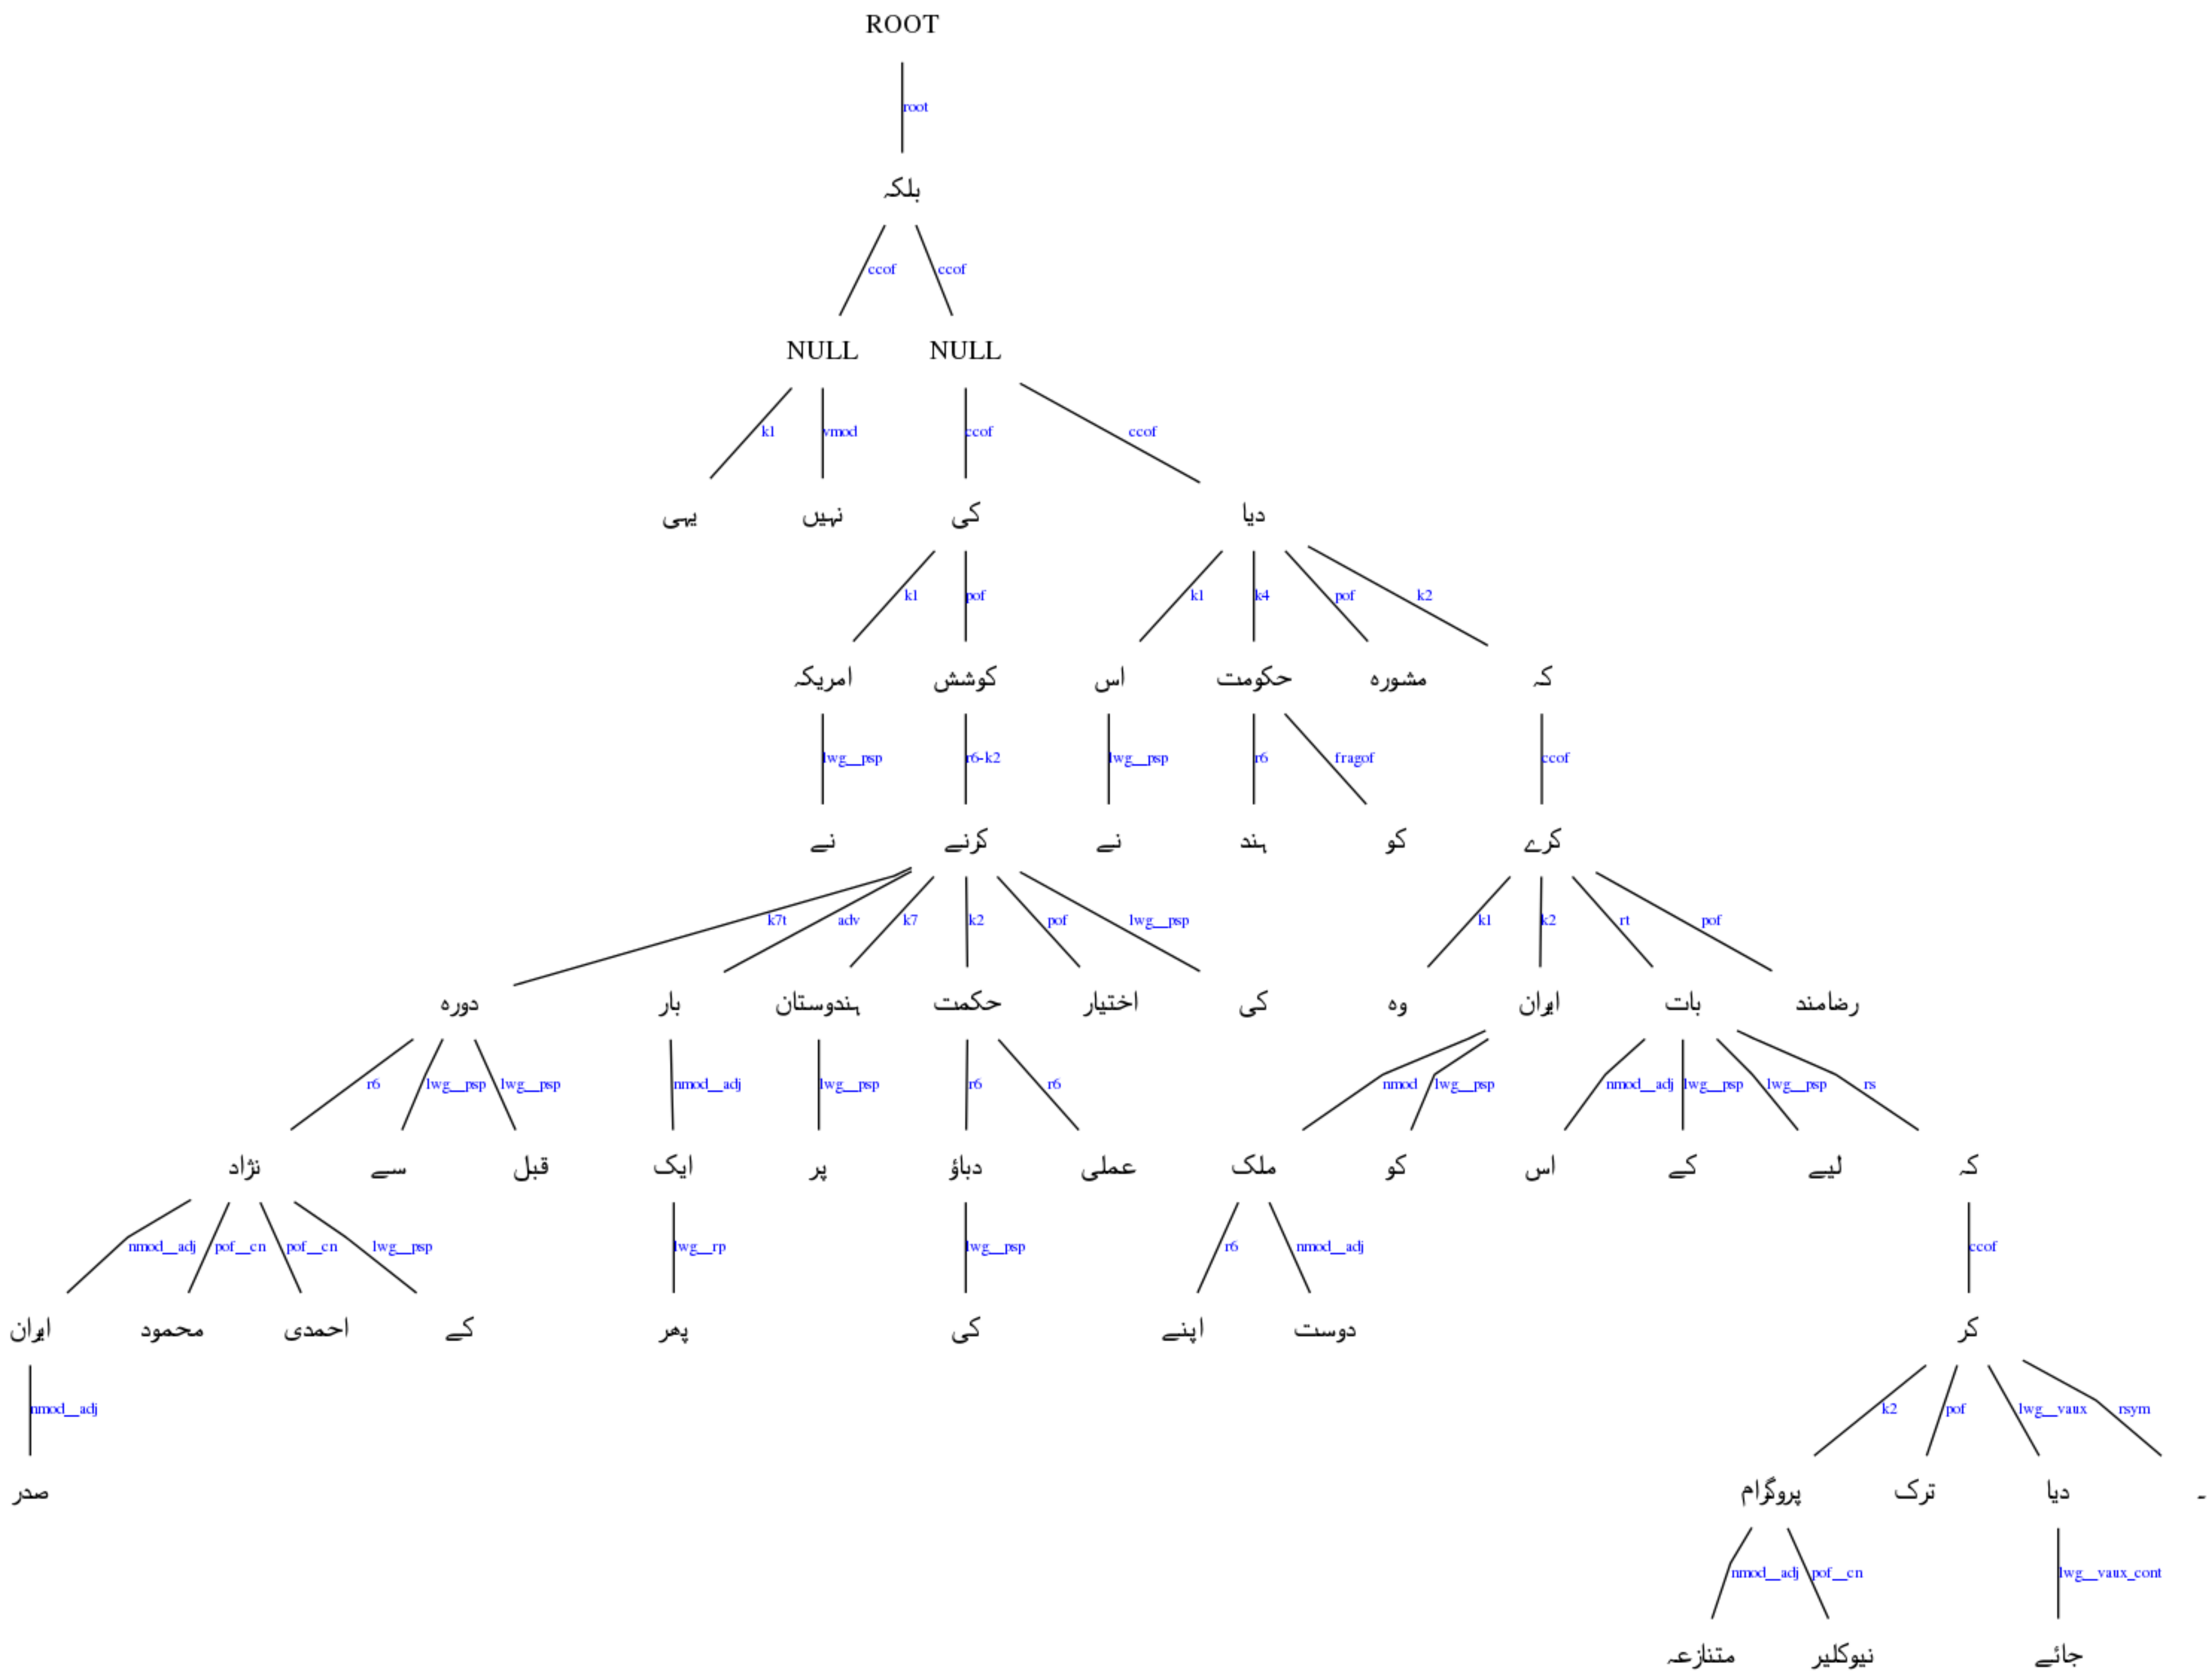 ROOT
root
بلکہ
ccof ccof
NULL NULL
k1 vmod ccof ccof
یہی نہیں کی دیا
k1 pof k1 k4 pof k2
امریکہ کوشش اس حکومت مشورہ کہ
lwg__psp r6-k2 lwg__psp r6 fragof ccof
نے کرنے نے ہند کو کرے
k7t adv k7 k2 pof lwg__psp k1 k2 rt pof
دورہ بار ہندوستان حکمت اختیار کی وہ ایران بات رضامند
r6 lwg__psp lwg__psp nmod__adj lwg__psp r6 r6 nmod lwg__psp nmod__adj lwg__psp lwg__psp rs
نژاد سے قبل ایک پر دباؤ عملی ملک کو اس کے لیے کہ
nmod__adj pof__cn pof__cn lwg__psp lwg__rp lwg__psp r6 nmod__adj ccof
ایران محمود احمدی کے پھر کی اپنے دوست کر
nmod__adj k2 pof lwg__vaux rsym
صدر پروگرام ترک دیا ۔
nmod__adj pof__cn lwg__vaux_cont
متنازعہ نیوکلیر جائے